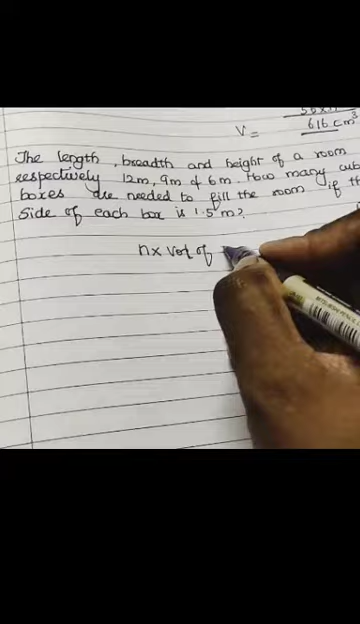 616 cm³
V =
The length, breadth and height of a room
respectively 12m, 9m & 6m. How many
boxes are needed to fill the room if
Side of each box is 1.5 m?
n x Vol of